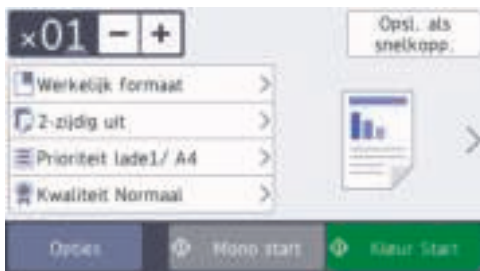 ×01 - +
Opsl. als
snelkopp.
Werkelijk formaat
2-zijdig uit
Prioriteit lade1/ A4
Kwaliteit Normaal
Opties
Mono start
Kleur Start